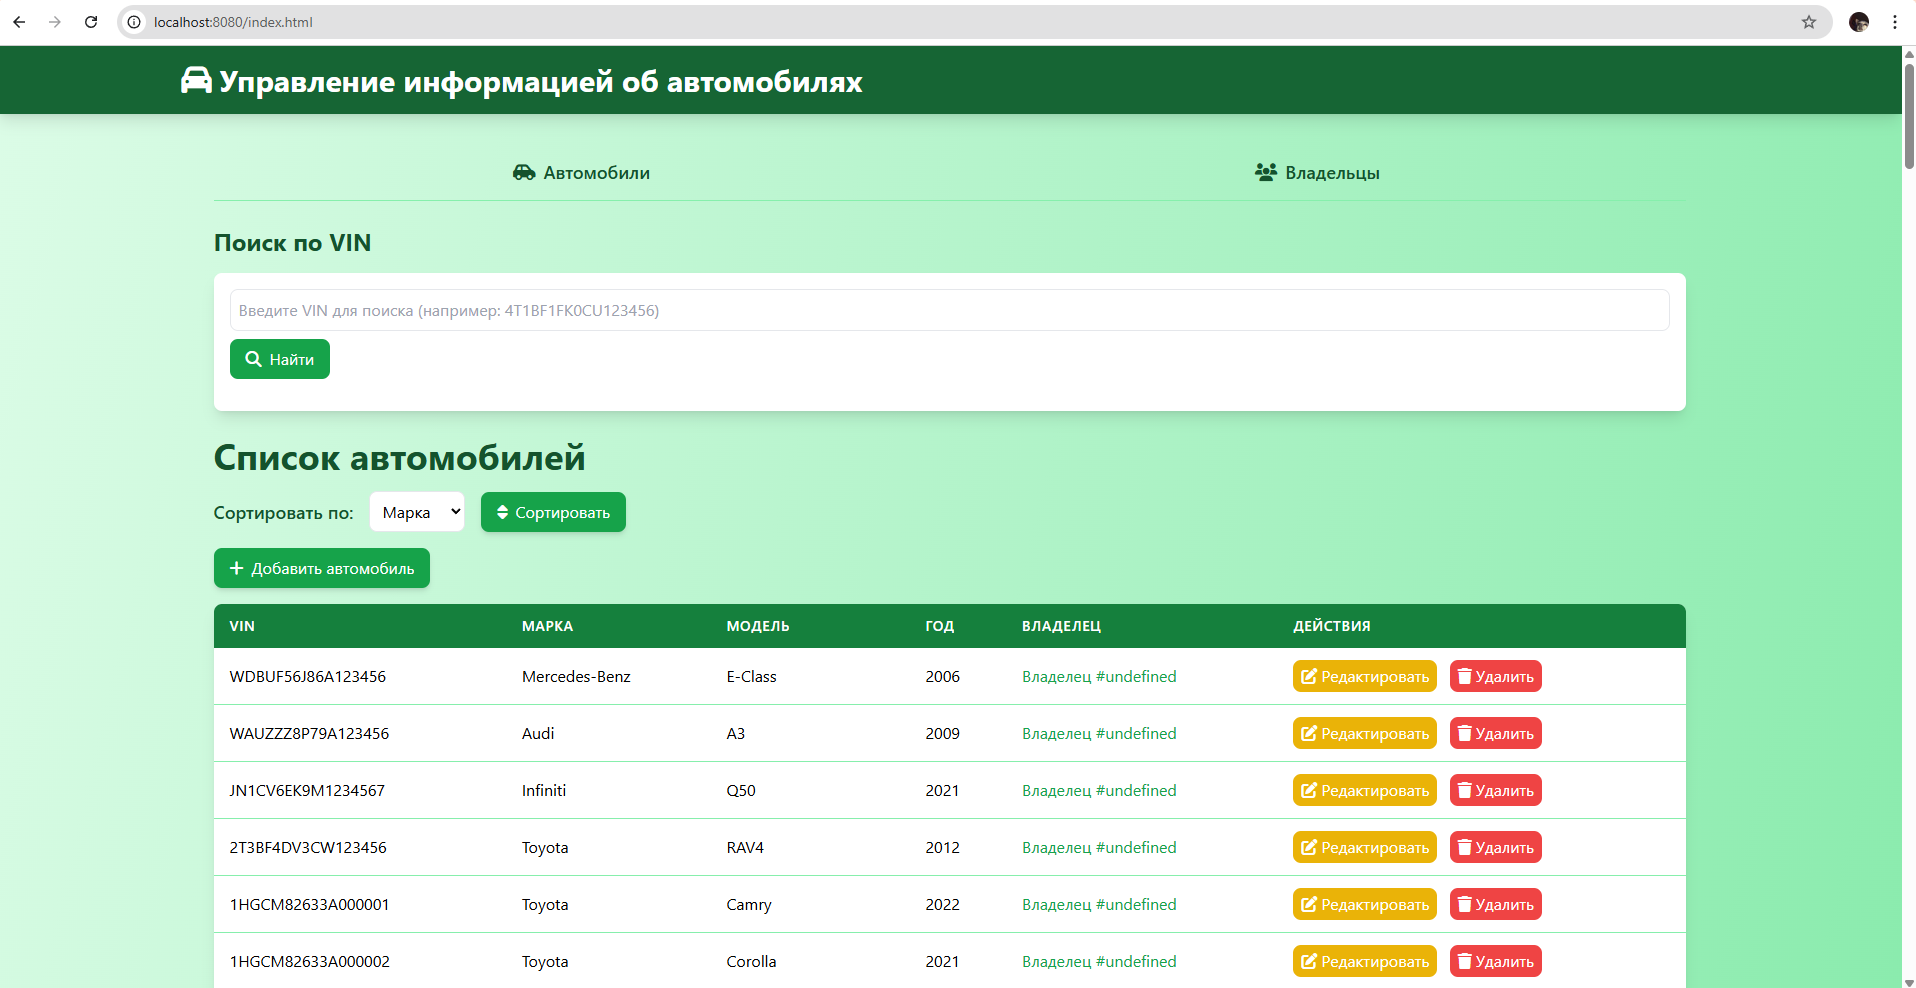 localhost:8080/index.html
Управление информацией об автомобилях
Автомобили Владельцы
Поиск по VIN
Введите VIN для поиска (например: 4T1BF1FK0CU123456)
Найти
Список автомобилей
Сортировать по: Марка Сортировать
Добавить автомобиль
VIN МАРКА МОДЕЛЬ ГОД ВЛАДЕЛЕЦ ДЕЙСТВИЯ
WDBUF56J86A123456 Mercedes-Benz E-Class 2006 Владелец #undefined Редактировать Удалить
WAUZZZ8P79A123456 Audi A3 2009 Владелец #undefined Редактировать Удалить
JN1CV6EK9M1234567 Infiniti Q50 2021 Владелец #undefined Редактировать Удалить
2T3BF4DV3CW123456 Toyota RAV4 2012 Владелец #undefined Редактировать Удалить
1HGCM82633A000001 Toyota Camry 2022 Владелец #undefined Редактировать Удалить
1HGCM82633A000002 Toyota Corolla 2021 Владелец #undefined Редактировать Удалить